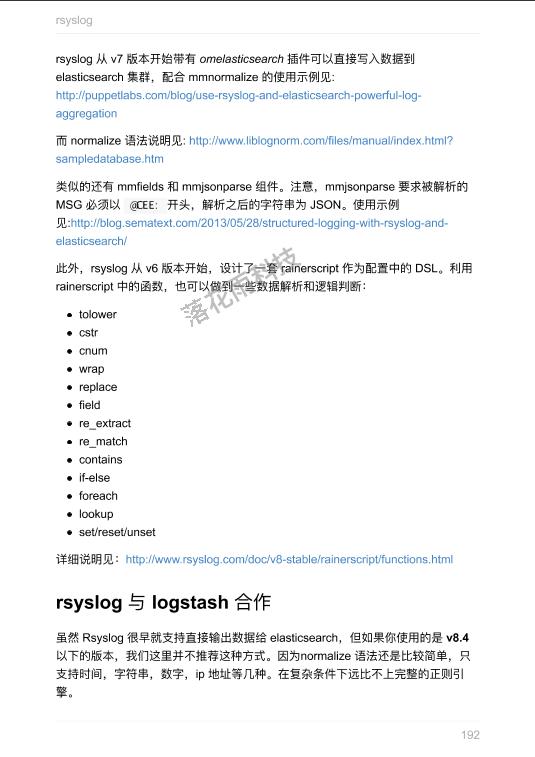 rsyslog
rsyslog 从 v7 版本开始带有 omelasticsearch 插件可以直接写入数据到
elasticsearch 集群，配合 mmnormalize 的使用示例见:
http://puppetlabs.com/blog/use-rsyslog-and-elasticsearch-powerful-log-
aggregation
而 normalize 语法说明见: http://www.liblognorm.com/files/manual/index.html?
sampledatabase.htm
类似的还有 mmfields 和 mmjsonparse 组件。注意，mmjsonparse 要求被解析的
MSG 必须以 @CEE: 开头，解析之后的字符串为 JSON。使用示例
见:http://blog.sematext.com/2013/05/28/structured-logging-with-rsyslog-and-
elasticsearch/
此外，rsyslog 从 v6 版本开始，设计了一套 rainerscript 作为配置中的 DSL。利用
rainerscript 中的函数，也可以做到一些数据解析和逻辑判断：
落花雨科技
• tolower
• cstr
• cnum
• wrap
• replace
• field
• re_extract
• re_match
• contains
• if-else
• foreach
• lookup
• set/reset/unset
详细说明见：http://www.rsyslog.com/doc/v8-stable/rainerscript/functions.html
rsyslog 与 logstash 合作
虽然 Rsyslog 很早就支持直接输出数据给 elasticsearch，但如果你使用的是 v8.4
以下的版本，我们这里并不推荐这种方式。因为normalize 语法还是比较简单，只
支持时间，字符串，数字，ip 地址等几种。在复杂条件下远比不上完整的正则引
擎。
192